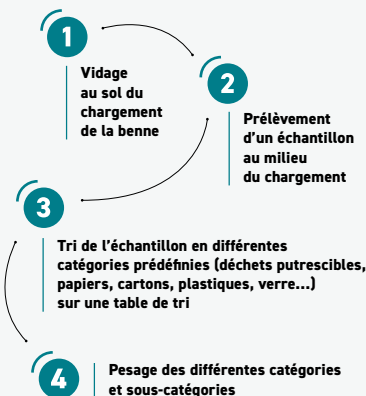 1
Vidage
au sol du
chargement
de la benne
2
Prélèvement
d'un échantillon
au milieu
du chargement
3
Tri de l'échantillon en différentes
catégories prédéfinies (déchets putrescibles,
papiers, cartons, plastiques, verre...)
sur une table de tri
4
Pesage des différentes catégories
et sous-catégories